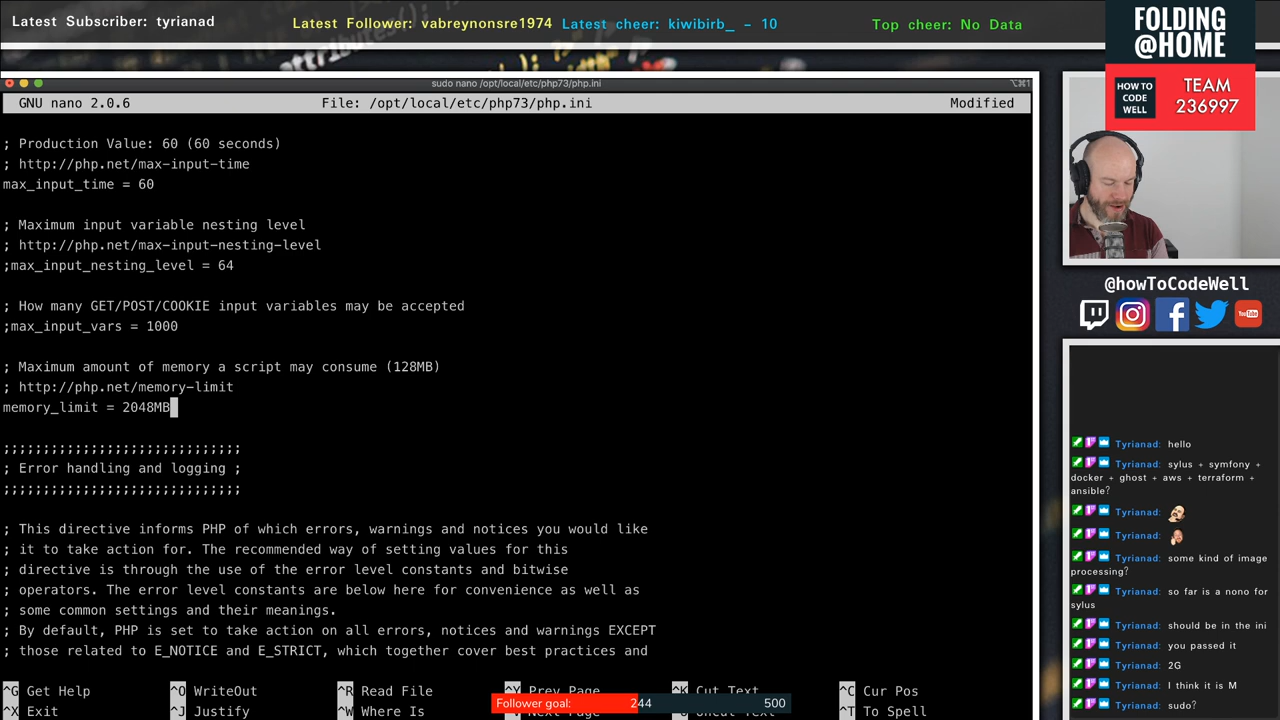 Latest Subscriber: tyrianad
Latest Follower: vabreynonsre1974
Latest cheer: kiwibirb_ - 10
Top cheer: No Data
FOLDING
@HOME
HOW TO
CODE
WELL
TEAM
236997
sudo nano /opt/local/etc/php73/php.ini
⌥⌘1
GNU nano 2.0.6
File: /opt/local/etc/php73/php.ini
Modified
; Production Value: 60 (60 seconds)
; http://php.net/max-input-time
max_input_time = 60
; Maximum input variable nesting level
; http://php.net/max-input-nesting-level
;max_input_nesting_level = 64
; How many GET/POST/COOKIE input variables may be accepted
;max_input_vars = 1000
; Maximum amount of memory a script may consume (128MB)
; http://php.net/memory-limit
memory_limit = 2048MB
;;;;;;;;;;;;;;;;;;;;;;;;;;;;;;
; Error handling and logging ;
;;;;;;;;;;;;;;;;;;;;;;;;;;;;;;
; This directive informs PHP of which errors, warnings and notices you would like
; it to take action for. The recommended way of setting values for this
; directive is through the use of the error level constants and bitwise
; operators. The error level constants are below here for convenience as well as
; some common settings and their meanings.
; By default, PHP is set to take action on all errors, notices and warnings EXCEPT
; those related to E_NOTICE and E_STRICT, which together cover best practices and
^G Get Help
^O WriteOut
^R Read File
^Y Prev Page
^K Cut Text
^C Cur Pos
^X Exit
^J Justify
^W Where Is
^T To Spell
Follower goal:
244
500
@howToCodeWell
YouTube
Tyrianad: hello
Tyrianad: sylus + symfony +
docker + ghost + aws + terraform +
ansible?
Tyrianad:
Tyrianad:
Tyrianad: some kind of image
processing?
Tyrianad: so far is a nono for
sylus
Tyrianad: should be in the ini
Tyrianad: you passed it
Tyrianad: 2G
Tyrianad: I think it is M
Tyrianad: sudo?